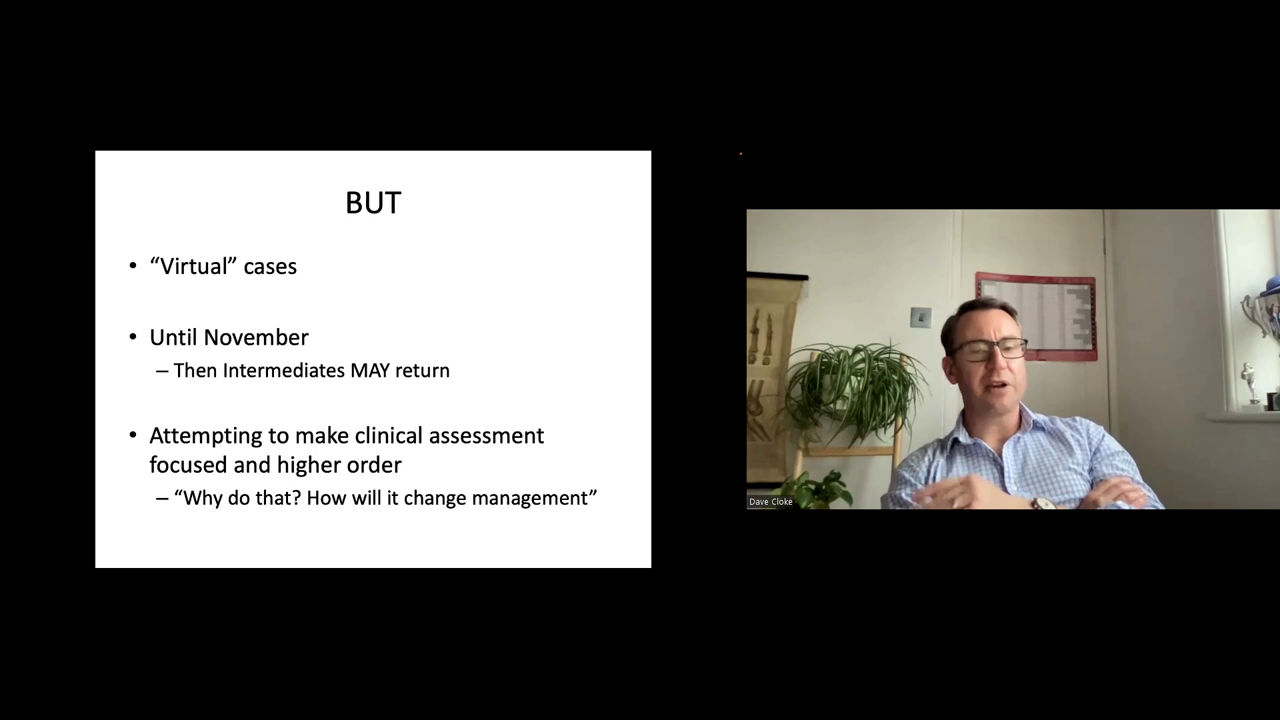 BUT
• “Virtual” cases
• Until November
– Then Intermediates MAY return
• Attempting to make clinical assessment
focused and higher order
– “Why do that? How will it change management”
Dave Cloke